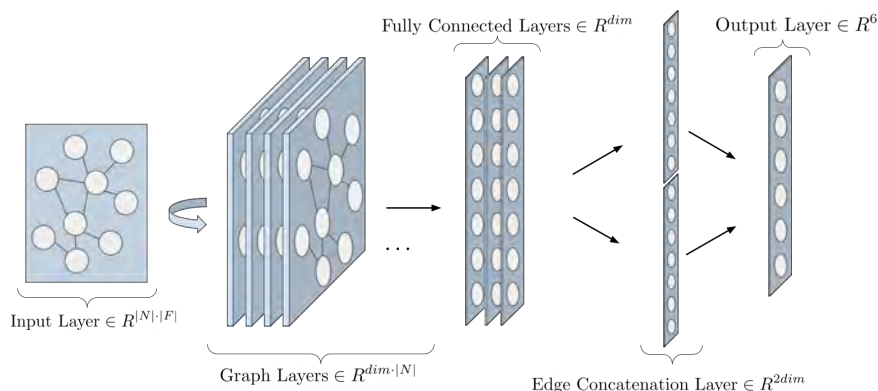 Fully Connected Layers ∈ R^{dim}
Output Layer ∈ R^6
. . .
Input Layer ∈ R^{|N|·|F|}
Graph Layers ∈ R^{dim·|N|}
Edge Concatenation Layer ∈ R^{2dim}